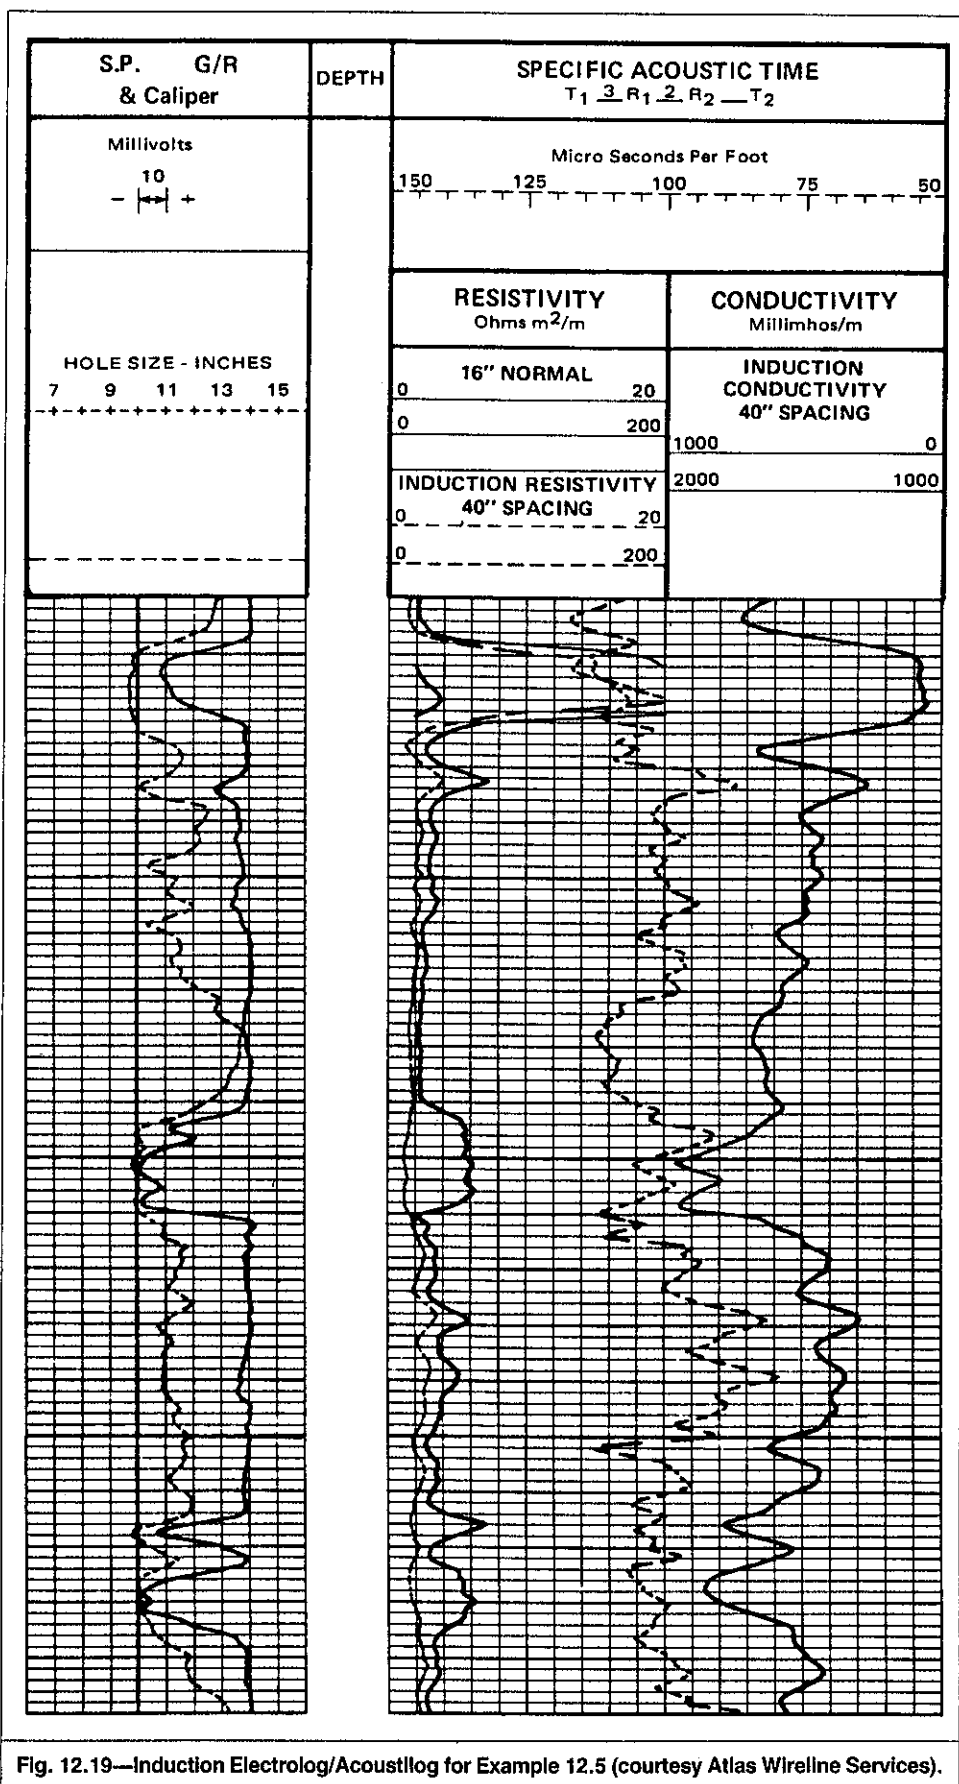 S.P. G/R
& Caliper
DEPTH
SPECIFIC ACOUSTIC TIME
T1 3 R1 2 R2 — T2
Millivolts
10
- +
Micro Seconds Per Foot
150 125 100 75 50
HOLE SIZE - INCHES
7 9 11 13 15
RESISTIVITY
Ohms m²/m
16" NORMAL
0 20
0 200
INDUCTION RESISTIVITY
40" SPACING
0 20
0 200
CONDUCTIVITY
Millimhos/m
INDUCTION
CONDUCTIVITY
40" SPACING
1000 0
2000 1000
Fig. 12.19—Induction Electrolog/Acoustilog for Example 12.5 (courtesy Atlas Wireline Services).